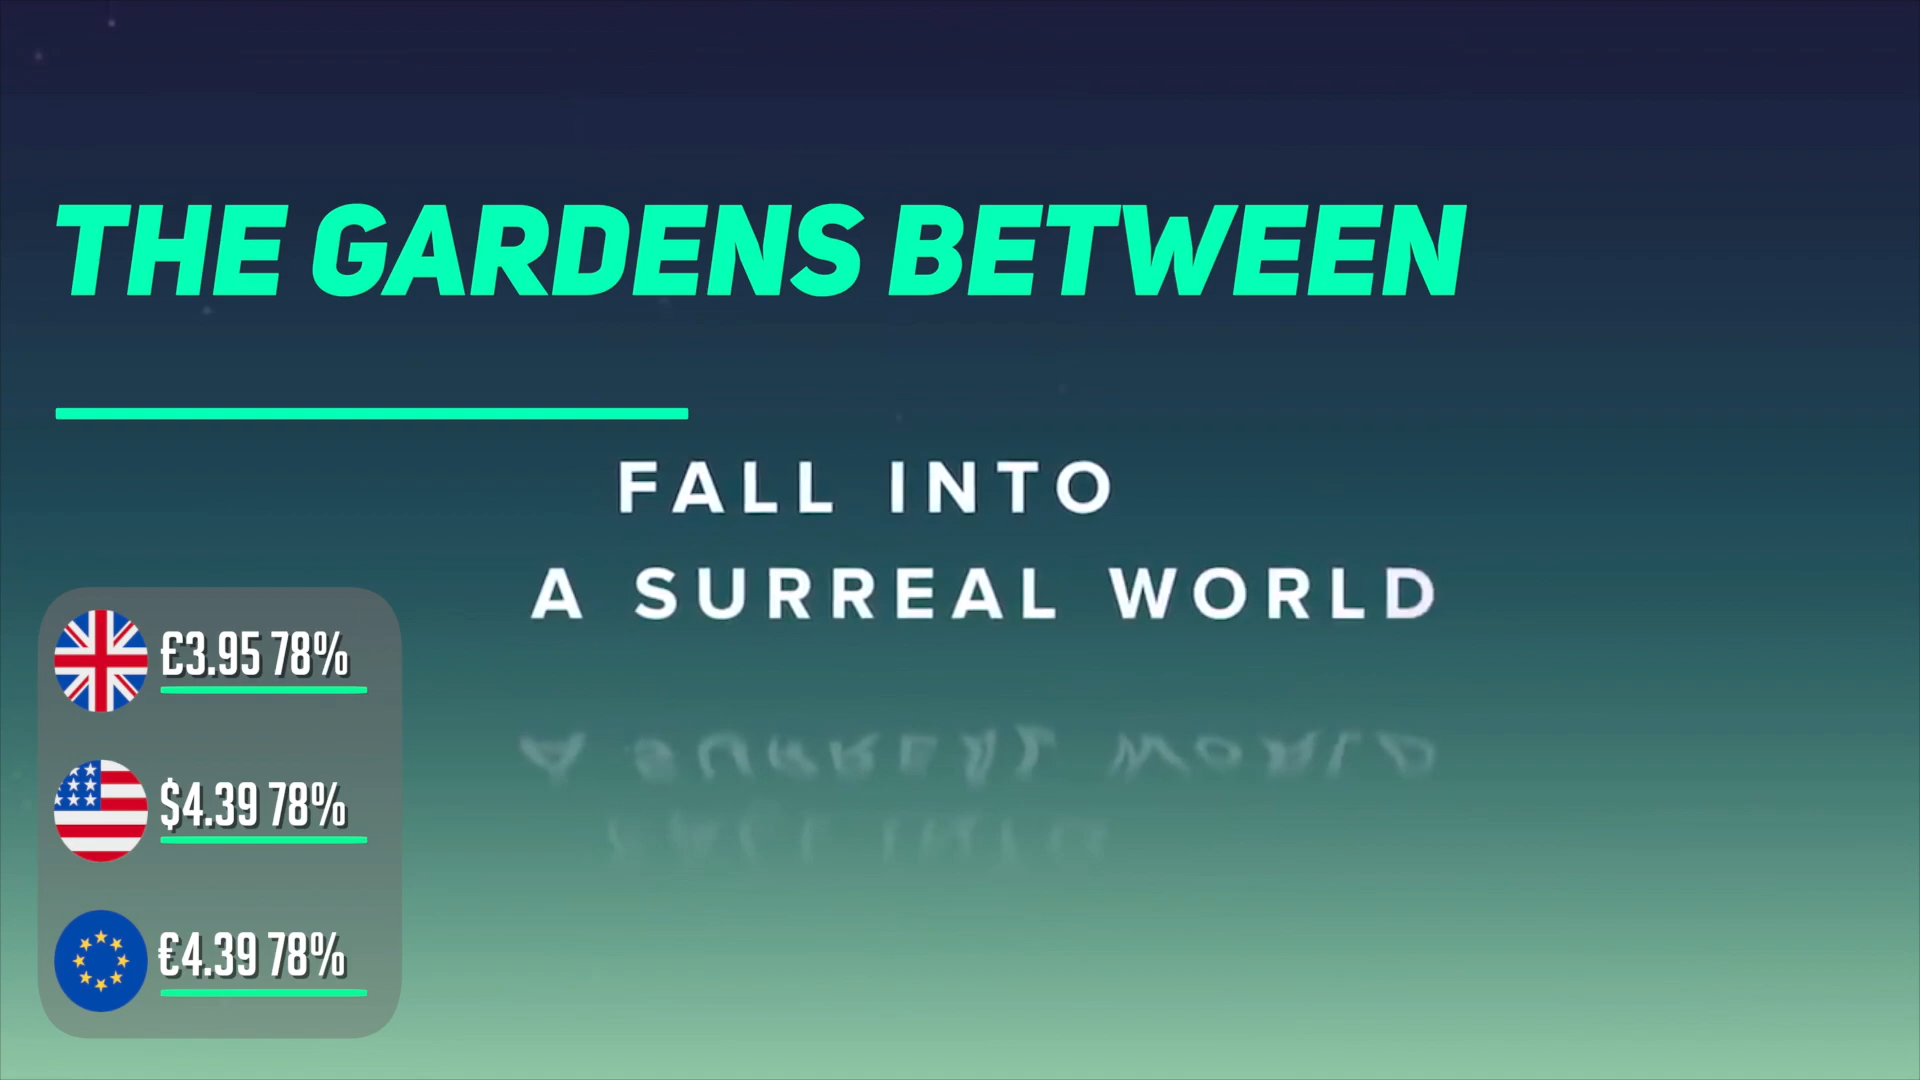 THE GARDENS BETWEEN
FALL INTO
A SURREAL WORLD
£3.95 78%
$4.39 78%
€4.39 78%